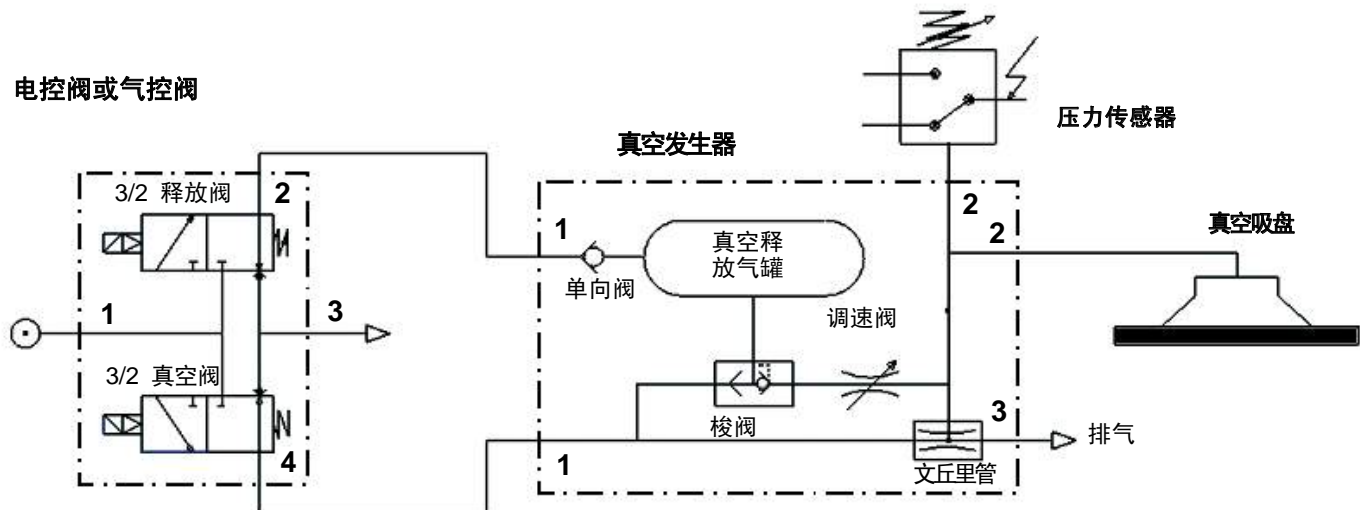 电控阀或气控阀
压力传感器
真空发生器
3/2 释放阀
2
1
单向阀
真空释
放气罐
2
2
真空吸盘
1
3
调速阀
3/2 真空阀
4
梭阀
1
3
文丘里管
排气